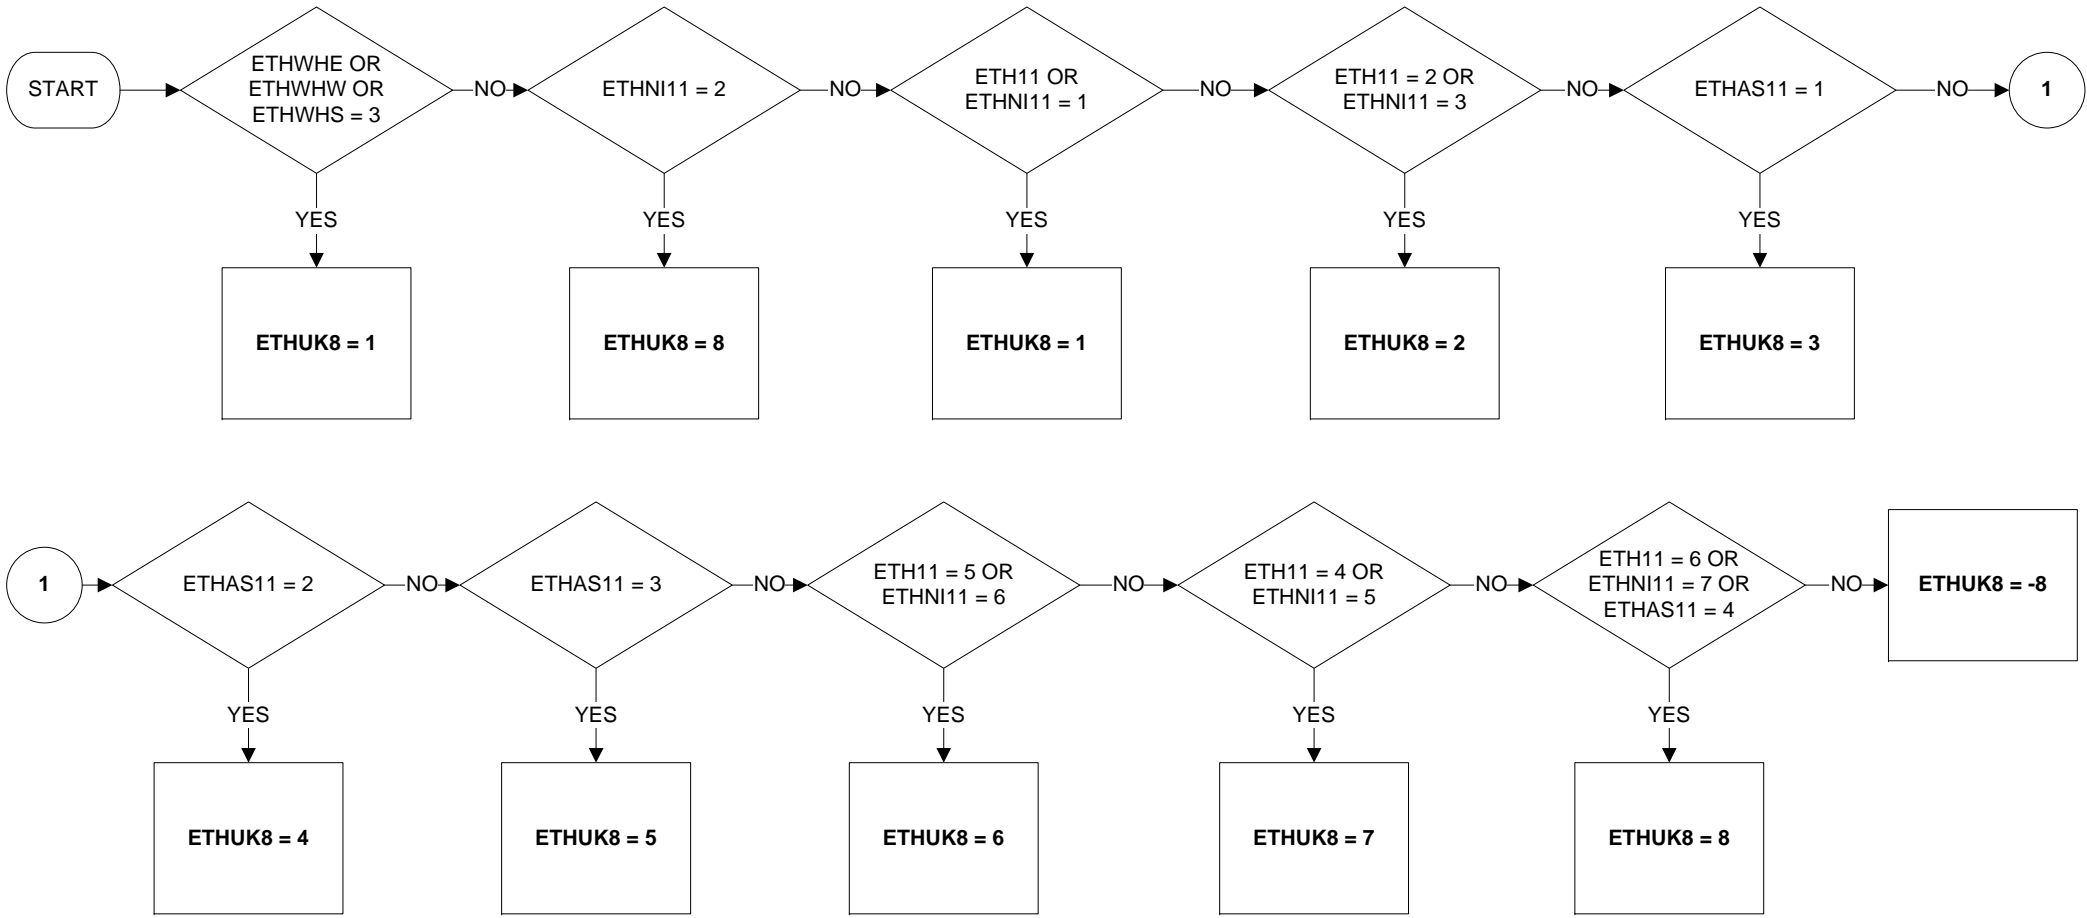 START
ETHWHE OR
ETHWHW OR
ETHWHS = 3
NO
ETHNI11 = 2
NO
ETH11 OR
ETHNI11 = 1
NO
ETH11 = 2 OR
ETHNI11 = 3
NO
ETHAS11 = 1
NO
1
YES
YES
YES
YES
YES
ETHUK8 = 1
ETHUK8 = 8
ETHUK8 = 1
ETHUK8 = 2
ETHUK8 = 3
1
ETHAS11 = 2
NO
ETHAS11 = 3
NO
ETH11 = 5 OR
ETHNI11 = 6
NO
ETH11 = 4 OR
ETHNI11 = 5
NO
ETH11 = 6 OR
ETHNI11 = 7 OR
ETHAS11 = 4
NO
ETHUK8 = -8
YES
YES
YES
YES
YES
ETHUK8 = 4
ETHUK8 = 5
ETHUK8 = 6
ETHUK8 = 7
ETHUK8 = 8